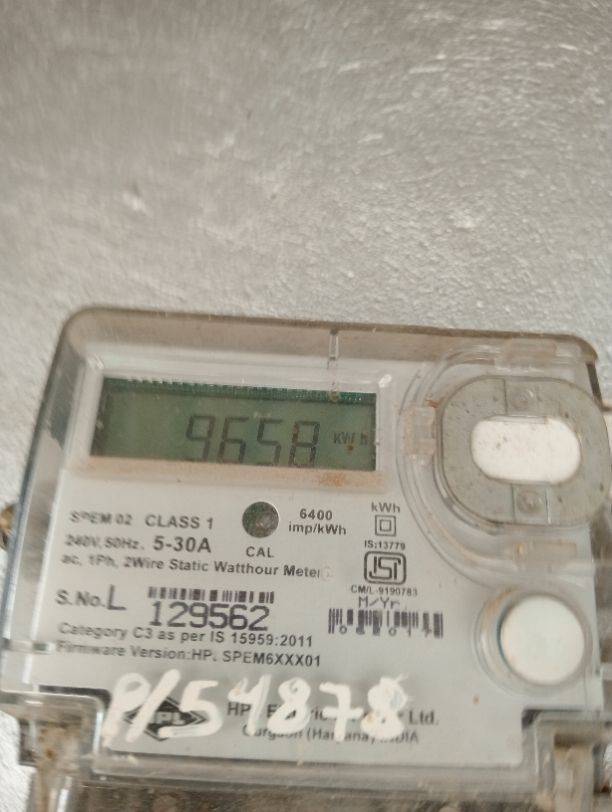 9658 KWh
SPEM 02 CLASS 1
240V, 50Hz, 5-30A
ac, 1Ph, 2Wire Static Watthour Meter
CAL
6400
imp/kWh
kWh
IS:13779
ISI
CM/L-9190783
M/Yr.
S.No. L 129562
Category C3 as per IS 15959:2011
Firmware Version:HPL SPEM6XXX01
P/54878
HPL
Ltd.
Gurgaon (Haryana) INDIA